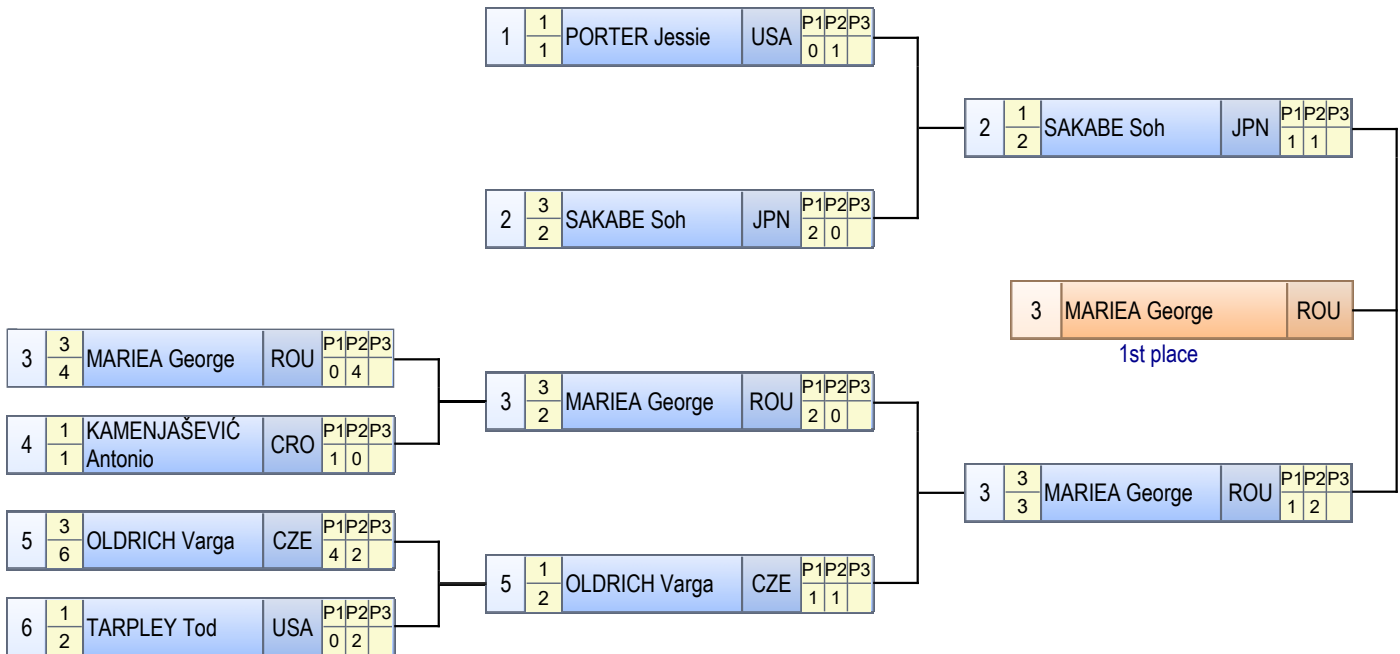 1 1 1 PORTER Jessie USA P1 P2 P3 0 1
2 1 2 SAKABE Soh JPN P1 P2 P3 1 1
2 3 2 SAKABE Soh JPN P1 P2 P3 2 0
3 MARIEA George ROU
1st place
3 3 4 MARIEA George ROU P1 P2 P3 0 4
3 3 2 MARIEA George ROU P1 P2 P3 2 0
4 1 1 KAMENJAŠEVIĆ
Antonio CRO P1 P2 P3 1 0
3 3 3 MARIEA George ROU P1 P2 P3 1 2
5 3 6 OLDRICH Varga CZE P1 P2 P3 4 2
5 1 2 OLDRICH Varga CZE P1 P2 P3 1 1
6 1 2 TARPLEY Tod USA P1 P2 P3 0 2